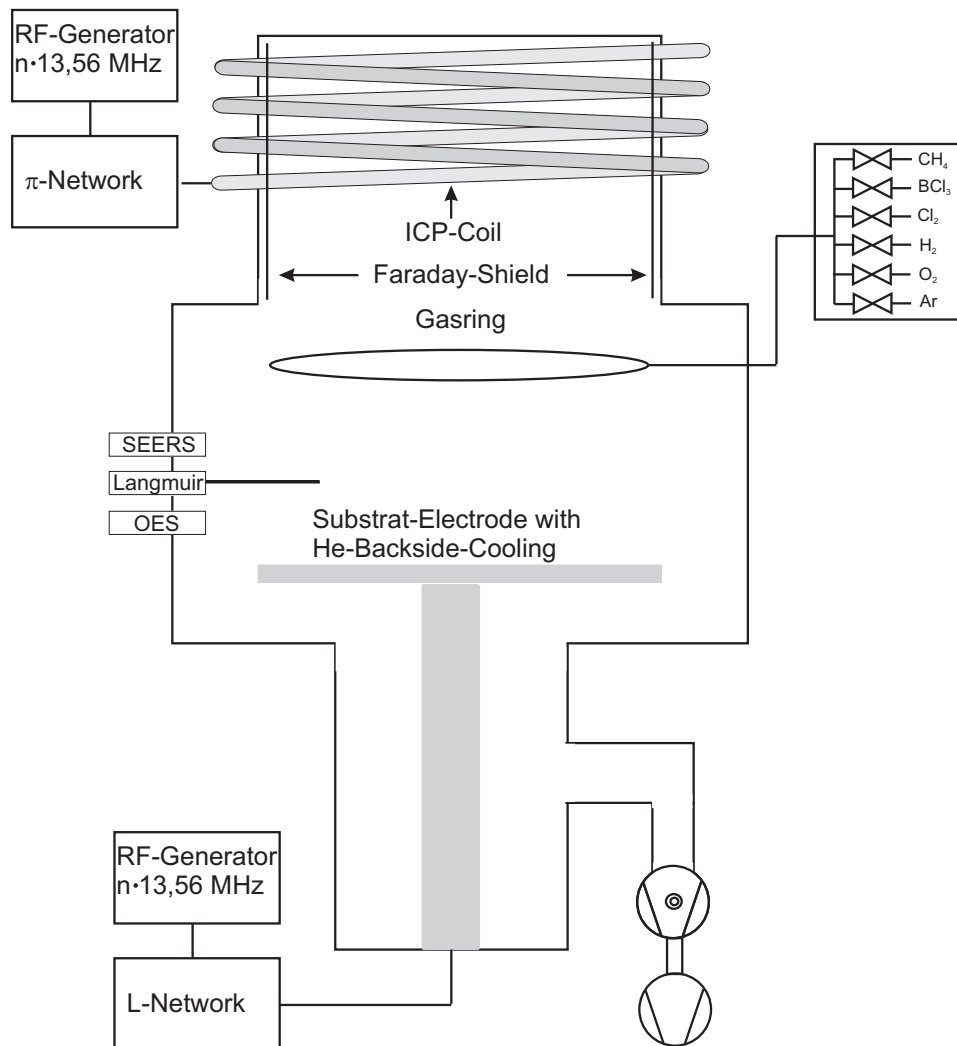 RF-Generator
n·13,56 MHz
π-Network
ICP-Coil
Faraday-Shield
Gasring
CH₄
BCl₃
Cl₂
H₂
O₂
Ar
SEERS
Langmuir
OES
Substrat-Electrode with
He-Backside-Cooling
RF-Generator
n·13,56 MHz
L-Network